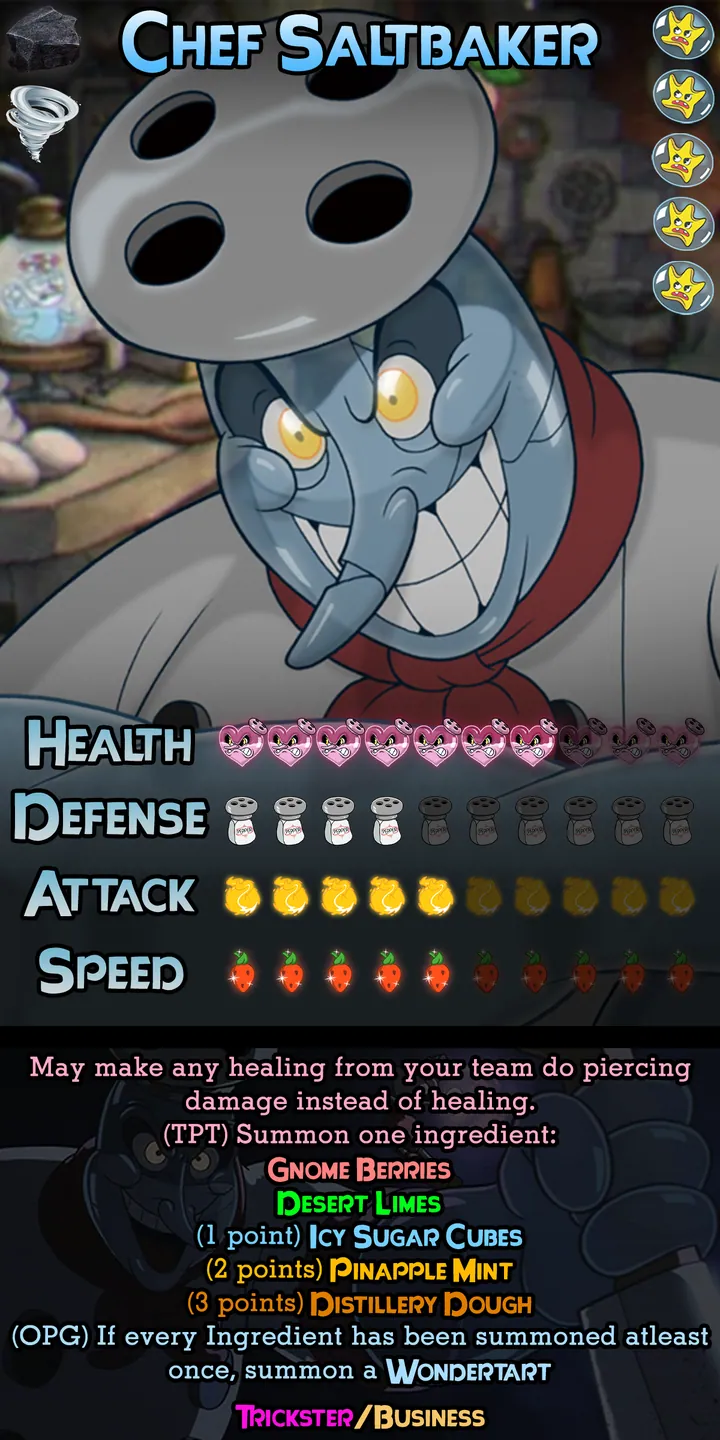 CHEF SALTBAKER
HEALTH
DEFENSE
ATTACK
SPEED
May make any healing from your team do piercing
damage instead of healing.
(TPT) Summon one ingredient:
GNOME BERRIES
DESERT LIMES
(1 point) ICY SUGAR CUBES
(2 points) PINAPPLE MINT
(3 points) DISTILLERY DOUGH
(OPG) If every Ingredient has been summoned atleast
once, summon a WONDERTART
TRICKSTER/BUSINESS